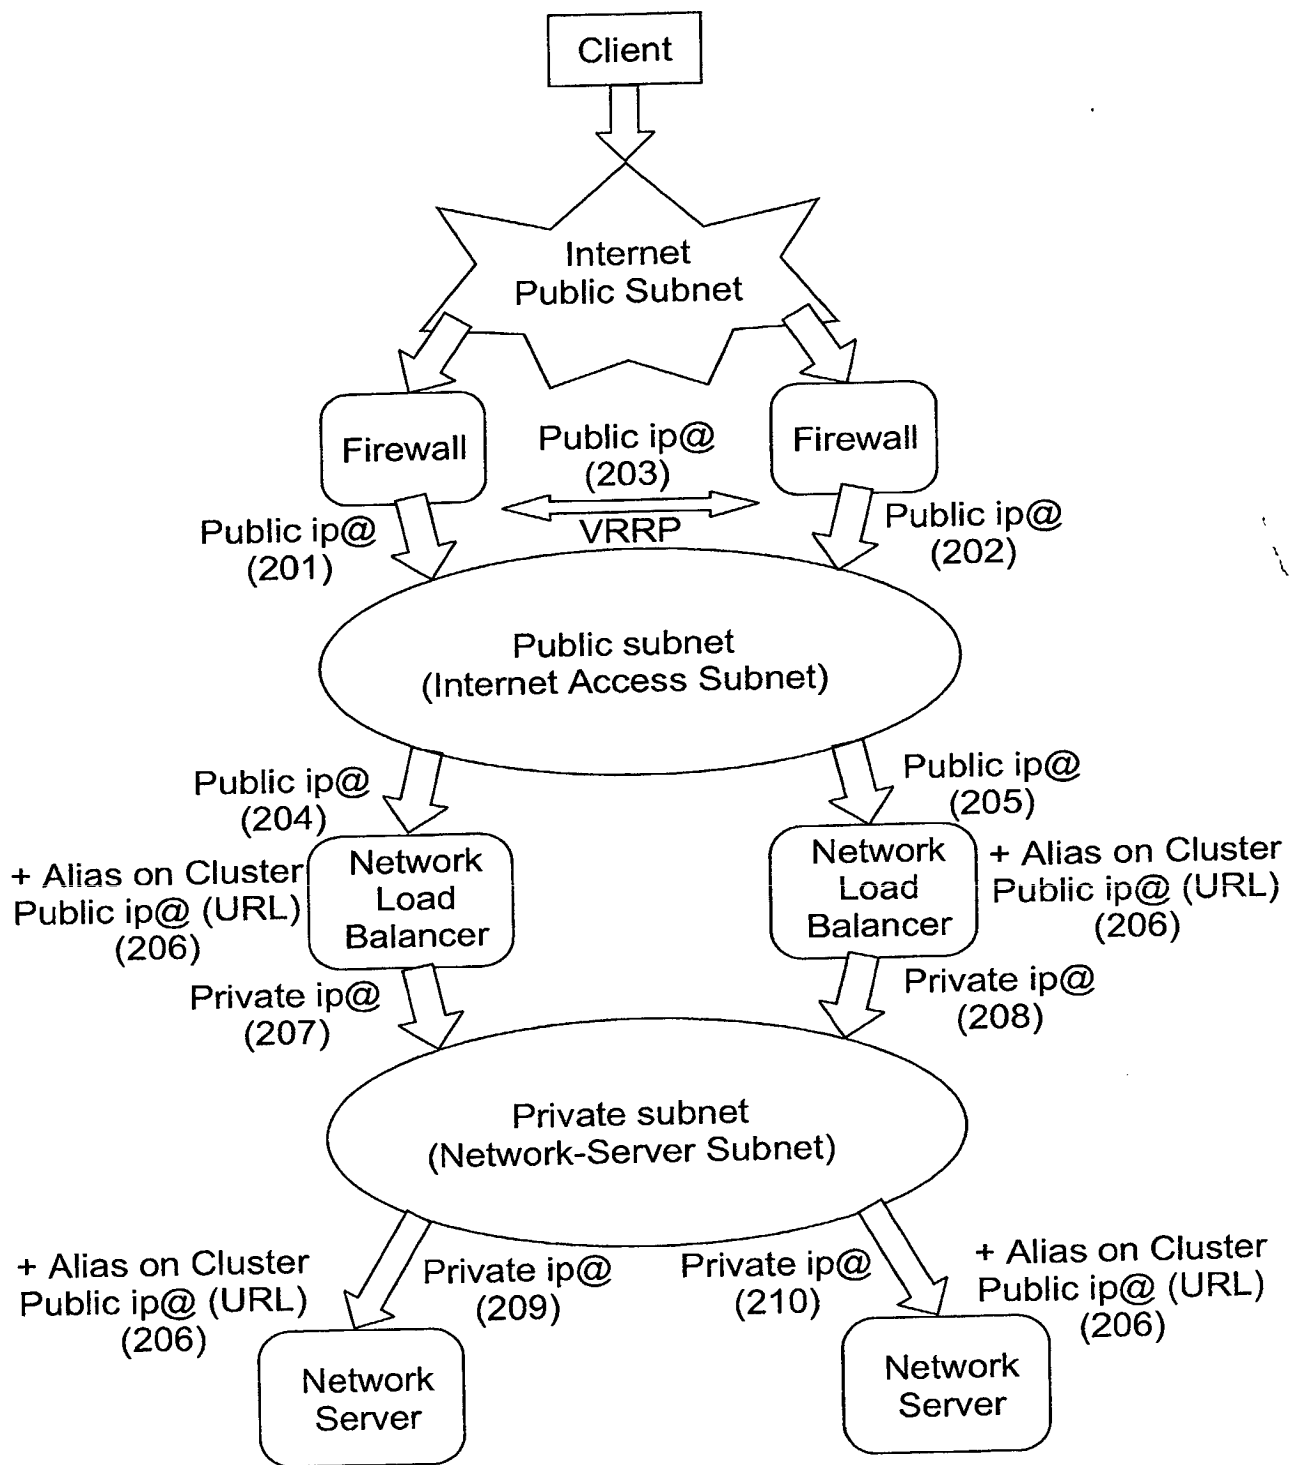 Client
Internet
Public Subnet
Firewall
Public ip@
(203)
VRRP
Firewall
Public ip@
(201)
Public ip@
(202)
Public subnet
(Internet Access Subnet)
Public ip@
(204)
Public ip@
(205)
+ Alias on Cluster
Public ip@ (URL)
(206)
Network
Load
Balancer
Network
Load
Balancer
+ Alias on Cluster
Public ip@ (URL)
(206)
Private ip@
(207)
Private ip@
(208)
Private subnet
(Network-Server Subnet)
+ Alias on Cluster
Public ip@ (URL)
(206)
Private ip@
(209)
Private ip@
(210)
+ Alias on Cluster
Public ip@ (URL)
(206)
Network
Server
Network
Server